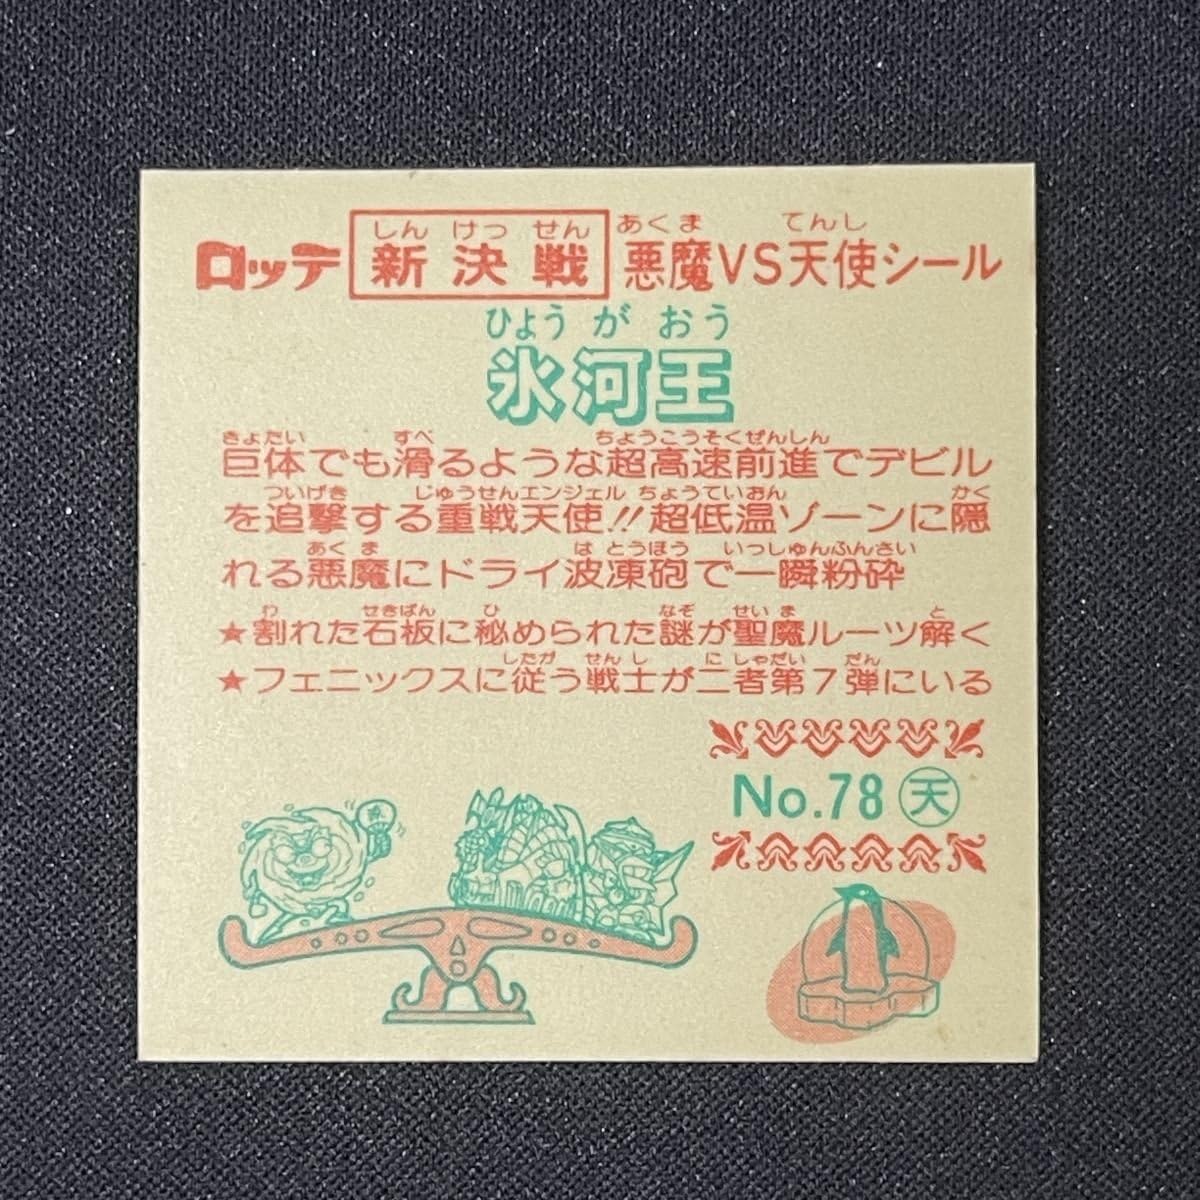 しんけっせん あくま てんし
ロッテ 新決戦 悪魔VS天使シール
ひょうがおう
氷河王
きょたい すべ ちょうこうそくぜんしん
巨体でも滑るような超高速前進でデビル
ついげき じゅうせんエンジェル ちょうていおん かく
を追撃する重戦天使!!超低温ゾーンに隠
あくま は とうほう いっしゅんふんさい
れる悪魔にドライ波凍砲で一瞬粉砕
わ せきばん ひ なぞ せいま と
★割れた石板に秘められた謎が聖魔ルーツ解く
したが せんし にしゃだい だん
★フェニックスに従う戦士が二者第7弾にいる
No.78 天